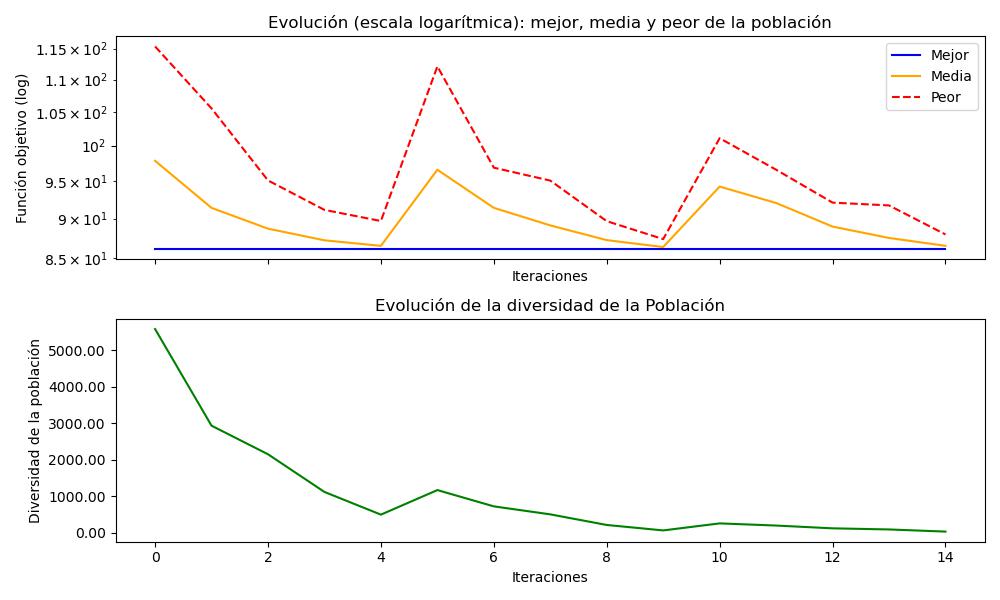 Evolución (escala logarítmica): mejor, media y peor de la población
Función objetivo (log)
1.15 × 10²
1.1 × 10²
1.05 × 10²
10²
9.5 × 10¹
9 × 10¹
8.5 × 10¹
Mejor
Media
Peor
Iteraciones
Evolución de la diversidad de la Población
Diversidad de la población
5000.00
4000.00
3000.00
2000.00
1000.00
0.00
0 2 4 6 8 10 12 14
Iteraciones